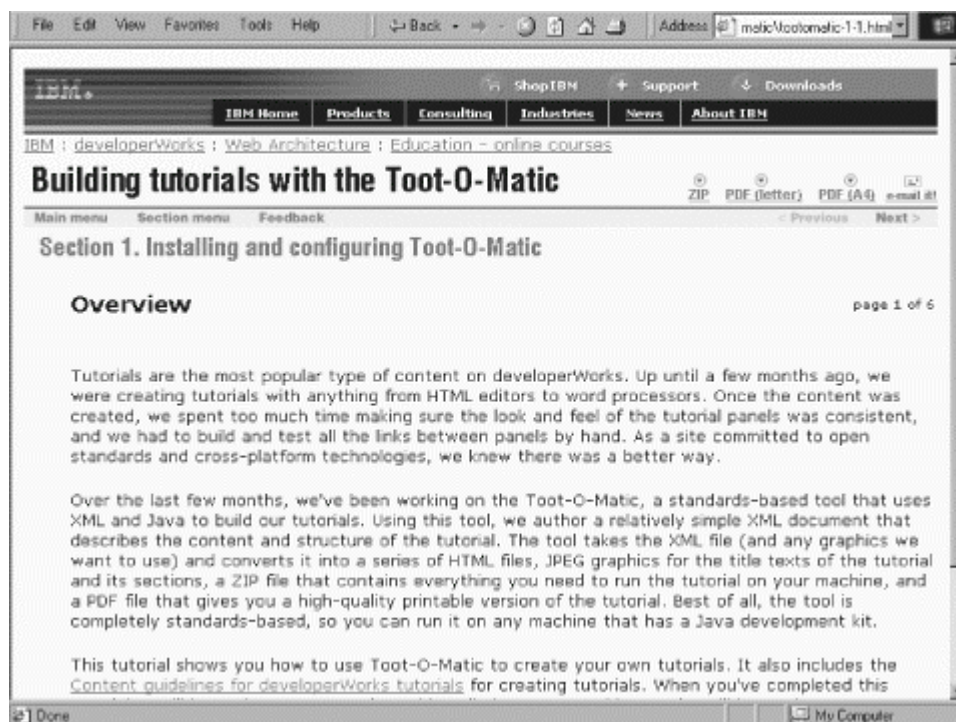 File Edit View Favorites Tools Help Back Address matic\tootomatic-1-1.html
IBM
ShopIBM + Support Downloads
IBM Home Products Consulting Industries News About IBM
IBM : developerWorks : Web Architecture : Education - online courses
Building tutorials with the Toot-O-Matic
ZIP PDF (letter) PDF (A4) e-mail it!
Main menu Section menu Feedback < Previous Next >
Section 1. Installing and configuring Toot-O-Matic
Overview page 1 of 6
Tutorials are the most popular type of content on developerWorks. Up until a few months ago, we
were creating tutorials with anything from HTML editors to word processors. Once the content was
created, we spent too much time making sure the look and feel of the tutorial panels was consistent,
and we had to build and test all the links between panels by hand. As a site committed to open
standards and cross-platform technologies, we knew there was a better way.
Over the last few months, we've been working on the Toot-O-Matic, a standards-based tool that uses
XML and Java to build our tutorials. Using this tool, we author a relatively simple XML document that
describes the content and structure of the tutorial. The tool takes the XML file (and any graphics we
want to use) and converts it into a series of HTML files, JPEG graphics for the title texts of the tutorial
and its sections, a ZIP file that contains everything you need to run the tutorial on your machine, and
a PDF file that gives you a high-quality printable version of the tutorial. Best of all, the tool is
completely standards-based, so you can run it on any machine that has a Java development kit.
This tutorial shows you how to use Toot-O-Matic to create your own tutorials. It also includes the
Content guidelines for developerWorks tutorials for creating tutorials. When you've completed this
Done My Computer